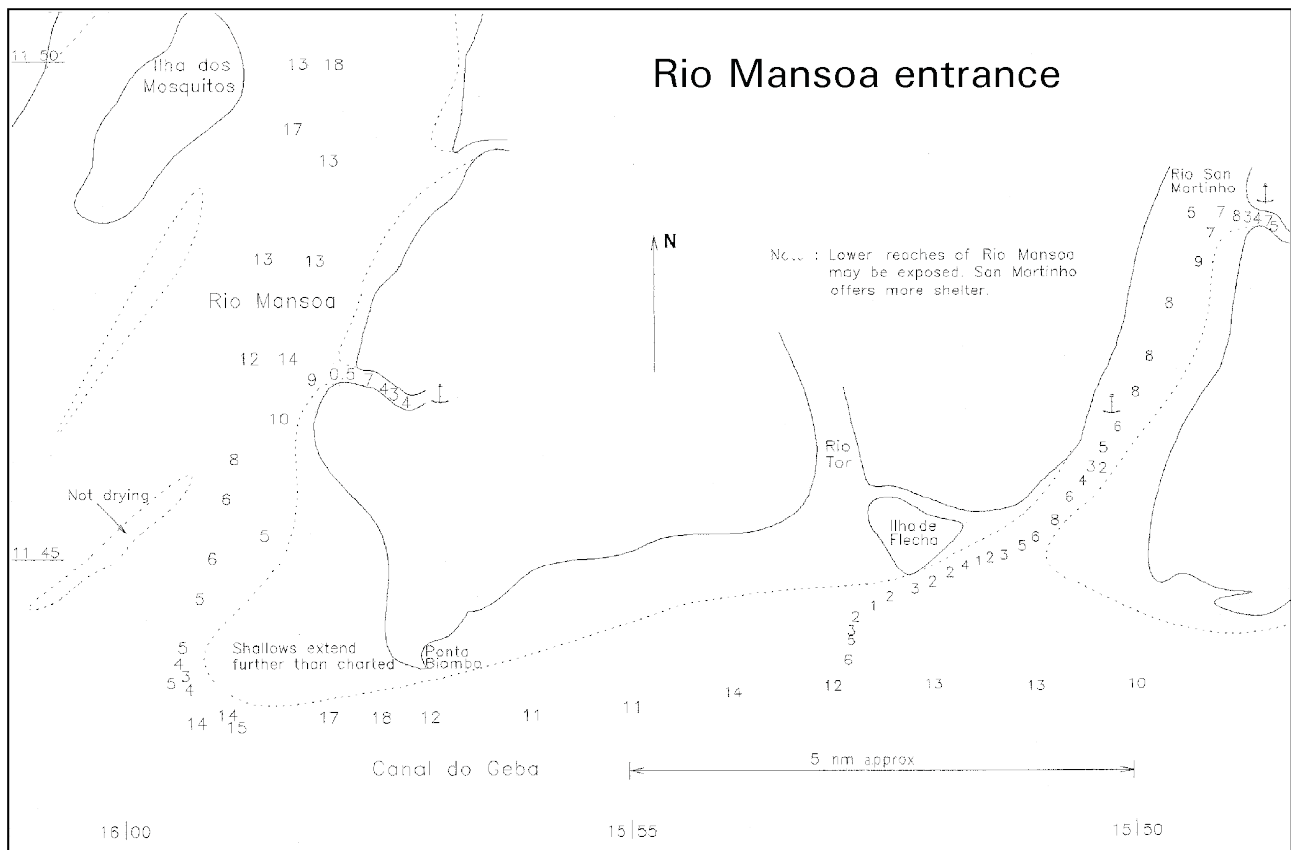 Rio Mansoa entrance
11 50
Ilha dos
Mosquitos
13 18
17
13
Rio San
Martinho
5 7 8 3 4 7 5
7
9
N
Lower reaches of Rio Mansoa
may be exposed. San Martinho
offers more shelter.
13 13
Rio Mansoa
8
12 14
9 0.5 7 4 3 4
8
8
10
6
8
Rio
Tor
5
3 2
4
Not drying
6
6
Ilha de
Flecha
8
5
6
5
11 45
6
3 2 2 4 1 2 3
5
2
1
2
3
5
6
5
4
3
5 4
Shallows extend
further than charted
Ponta
Biombo
14 14
15
17 18 12 11 11 14 12 13 13 10
Canal do Geba
5 nm approx
16 00
15 55
15 50